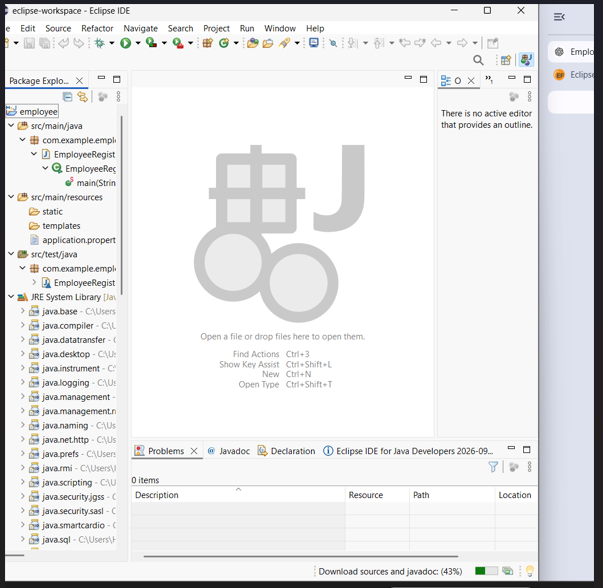 eclipse-workspace - Eclipse IDE
Edit Source Refactor Navigate Search Project Run Window Help
Package Explo...
employee
src/main/java
com.example.empl
EmployeeRegist
EmployeeReg
main(Strin
src/main/resources
static
templates
application.propert
src/test/java
com.example.empl
EmployeeRegist
JRE System Library [Jav
java.base - C:\Users
java.compiler - C:\U
java.datatransfer - C
java.desktop - C:\Us
java.instrument - C:\
java.logging - C:\Us
java.management -
java.management.r
java.naming - C:\Us
java.net.http - C:\Us
java.prefs - C:\Users
java.rmi - C:\Users\
java.scripting - C:\U
java.security.jgss - C
java.security.sasl - C
java.smartcardio - C
java.sql - C:\Users\H
J
Open a file or drop files here to open them.
Find Actions Ctrl+3
Show Key Assist Ctrl+Shift+L
New Ctrl+N
Open Type Ctrl+Shift+T
O
There is no active editor
that provides an outline.
Problems @ Javadoc Declaration Eclipse IDE for Java Developers 2026-09...
0 items
Description Resource Path Location
Download sources and javadoc: (43%)
Emplo
EP Eclipse